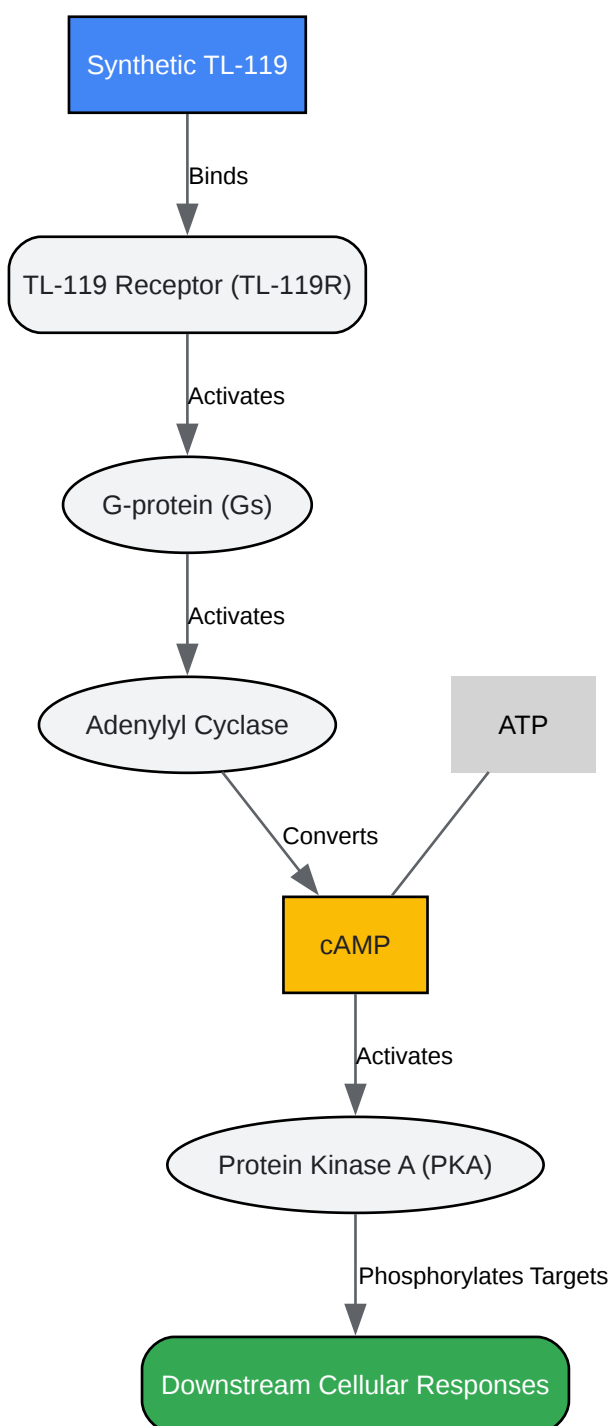 Synthetic TL-119
Binds
TL-119 Receptor (TL-119R)
Activates
G-protein (Gs)
Activates
Adenylyl Cyclase
ATP
Converts
cAMP
Activates
Protein Kinase A (PKA)
Phosphorylates Targets
Downstream Cellular Responses